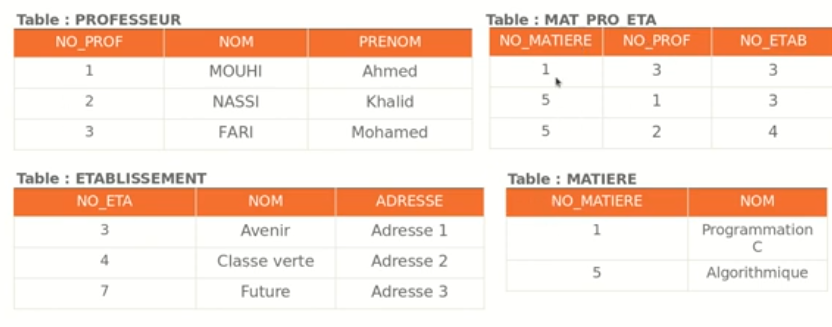 Table : PROFESSEUR
NO_PROF NOM PRENOM
1 MOUHI Ahmed
2 NASSI Khalid
3 FARI Mohamed
Table : MAT_PRO_ETA
NO_MATIERE NO_PROF NO_ETAB
1 3 3
5 1 3
5 2 4
Table : ETABLISSEMENT
NO_ETA NOM ADRESSE
3 Avenir Adresse 1
4 Classe verte Adresse 2
7 Future Adresse 3
Table : MATIERE
NO_MATIERE NOM
1 Programmation
C
5 Algorithmique